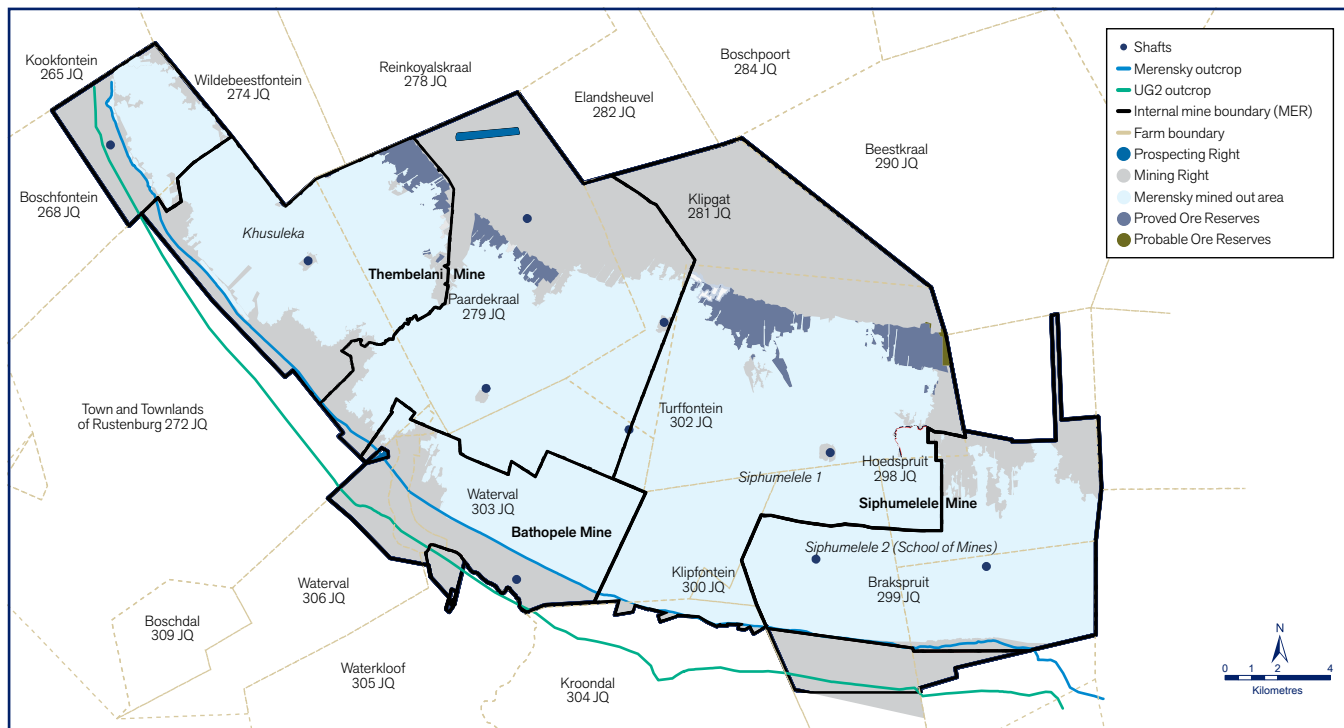 Kookfontein
265 JQ
Wildebeestfontein
274 JQ
Reinkoyalskraal
278 JQ
Elandsheuvel
282 JQ
Boschpoort
284 JQ
Beestkraal
290 JQ
Boschfontein
268 JQ
Khusuleka
Klipgat
281 JQ
Thembelani Mine
Paardekraal
279 JQ
Town and Townlands
of Rustenburg 272 JQ
Turffontein
302 JQ
Hoedspruit
298 JQ
Siphumelele 1
Siphumelele Mine
Waterval
303 JQ
Bathopele Mine
Siphumelele 2 (School of Mines)
Klipfontein
300 JQ
Brakspruit
299 JQ
Waterval
306 JQ
Boschdal
309 JQ
Waterkloof
305 JQ
Kroondal
304 JQ
Shafts
Merensky outcrop
UG2 outcrop
Internal mine boundary (MER)
Farm boundary
Prospecting Right
Mining Right
Merensky mined out area
Proved Ore Reserves
Probable Ore Reserves
N
0 1 2 4
Kilometres